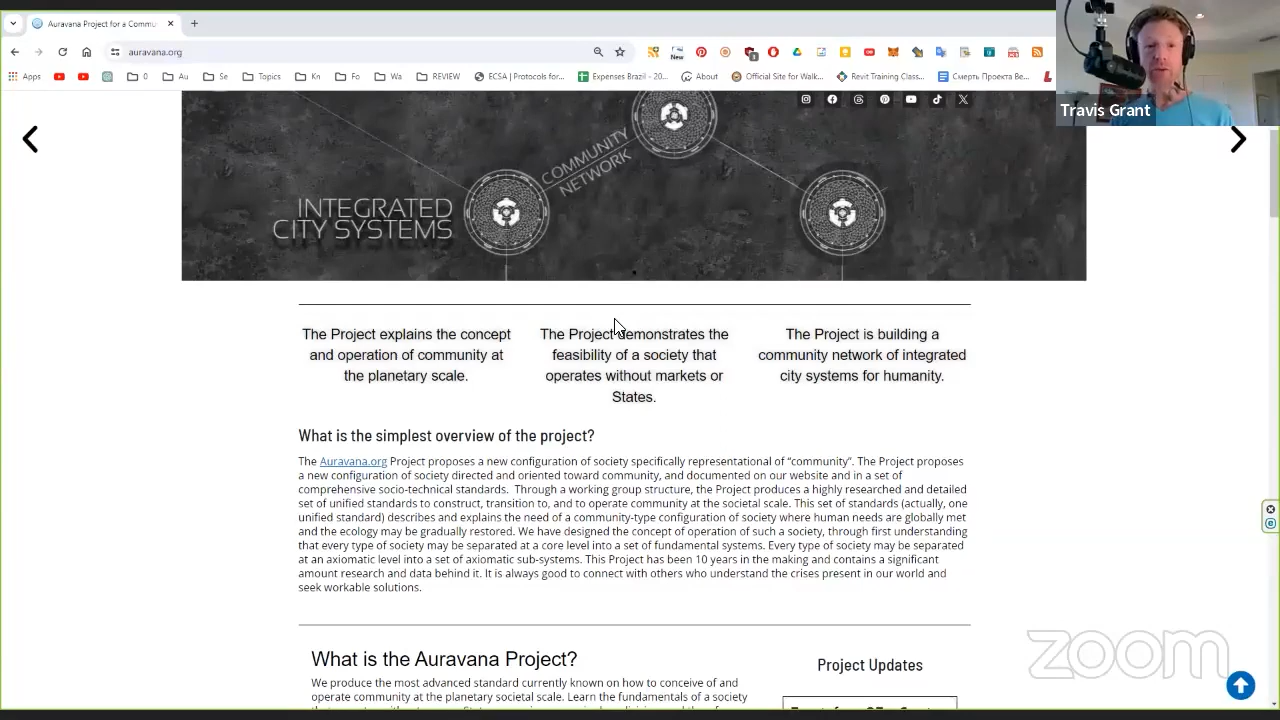 Auravana Project for a Commu
auravana.org
New
3
Apps
0
Au
Se
Topics
Kn
Fo
Wa
REVIEW
ECSA | Protocols for...
Expenses Brazil - 20...
About
Official Site for Walk...
Revit Training Class...
Смерть Проекта Ве...
Travis Grant
COMMUNITY
NETWORK
INTEGRATED
CITY SYSTEMS
The Project explains the concept
and operation of community at
the planetary scale.
The Project demonstrates the
feasibility of a society that
operates without markets or
States.
The Project is building a
community network of integrated
city systems for humanity.
What is the simplest overview of the project?
The Auravana.org Project proposes a new configuration of society specifically representational of “community”. The Project proposes
a new configuration of society directed and oriented toward community, and documented on our website and in a set of
comprehensive socio-technical standards. Through a working group structure, the Project produces a highly researched and detailed
set of unified standards to construct, transition to, and to operate community at the societal scale. This set of standards (actually, one
unified standard) describes and explains the need of a community-type configuration of society where human needs are globally met
and the ecology may be gradually restored. We have designed the concept of operation of such a society, through first understanding
that every type of society may be separated at a core level into a set of fundamental systems. Every type of society may be separated
at an axiomatic level into a set of axiomatic sub-systems. This Project has been 10 years in the making and contains a significant
amount research and data behind it. It is always good to connect with others who understand the crises present in our world and
seek workable solutions.
What is the Auravana Project?
We produce the most advanced standard currently known on how to conceive of and
operate community at the planetary societal scale. Learn the fundamentals of a society
Project Updates
zoom